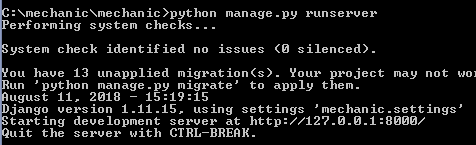 C:\mechanic\mechanic>python manage.py runserver
Performing system checks...
System check identified no issues (0 silenced).
You have 13 unapplied migration(s). Your project may not wo
Run 'python manage.py migrate' to apply them.
August 11, 2018 - 15:19:15
Django version 1.11.15, using settings 'mechanic.settings'
Starting development server at http://127.0.0.1:8000/
Quit the server with CTRL-BREAK.